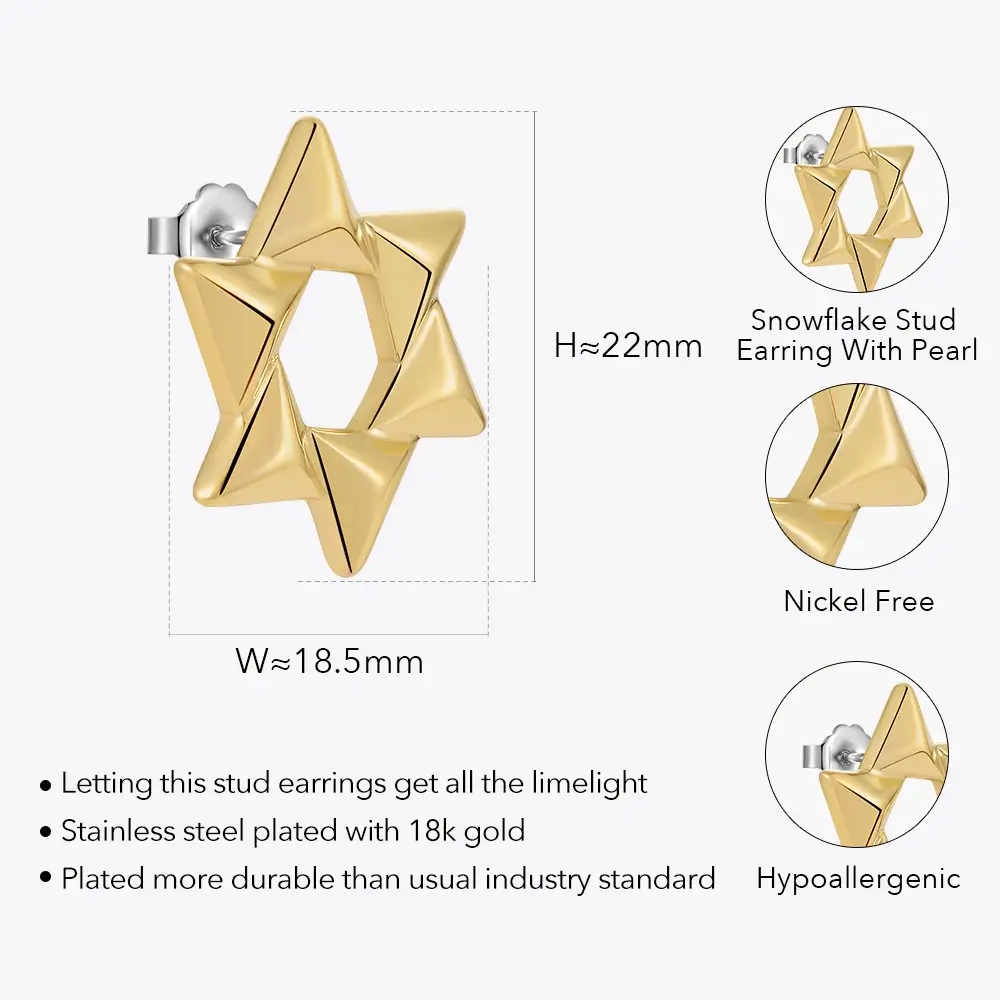 H≈22mm
W≈18.5mm
Snowflake Stud
Earring With Pearl
Nickel Free
Hypoallergenic
• Letting this stud earrings get all the limelight
• Stainless steel plated with 18k gold
• Plated more durable than usual industry standard